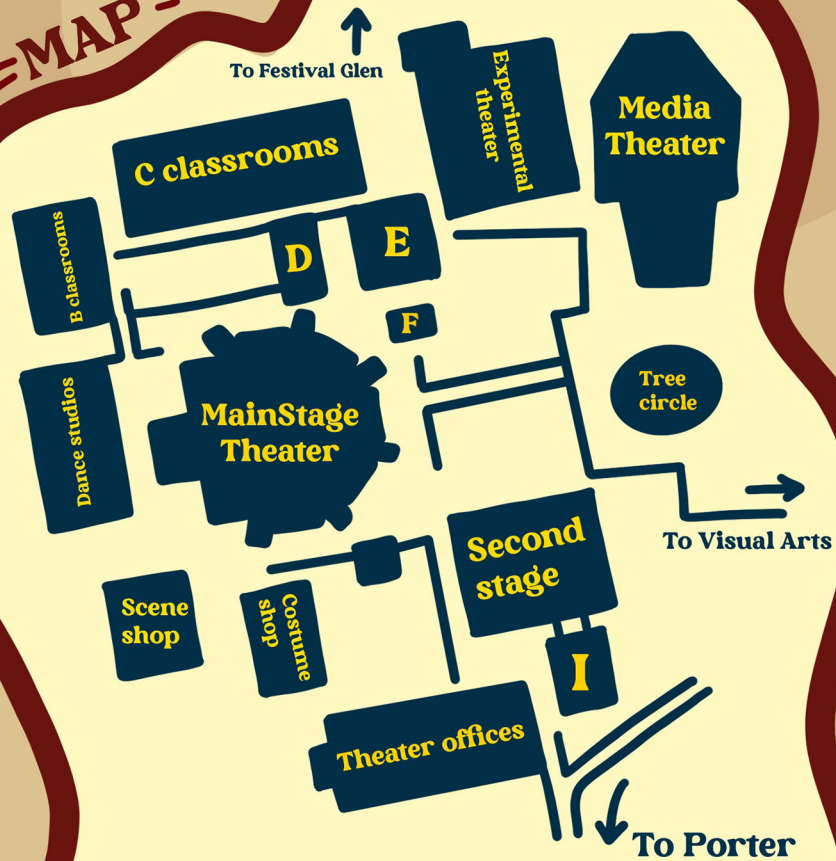 =MAP=
To Festival Glen
Experimental
theater
Media
Theater
C classrooms
B classrooms
D
E
F
Tree
circle
MainStage
Theater
Dance studios
To Visual Arts
Second
stage
Scene
shop
Costume
shop
I
Theater offices
To Porter